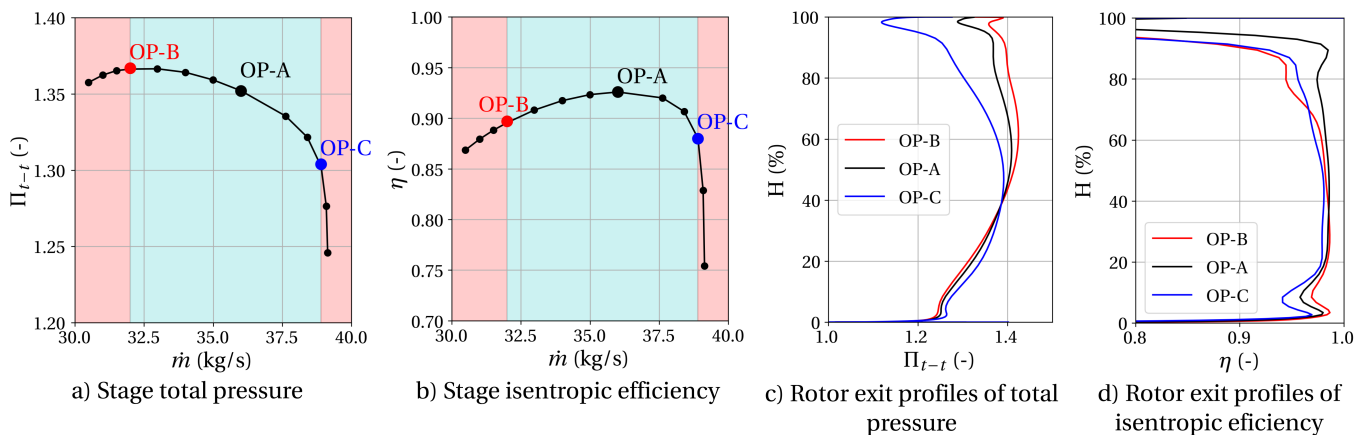 1.40
1.35
1.30
1.25
1.20
Π_{t−t} (-)
OP-B
OP-A
OP-C
30.0 32.5 35.0 37.5 40.0
ṁ (kg/s)
a) Stage total pressure
1.00
0.95
0.90
0.85
0.80
0.75
0.70
η (-)
OP-B
OP-A
OP-C
30.0 32.5 35.0 37.5 40.0
ṁ (kg/s)
b) Stage isentropic efficiency
100
80
60
40
20
0
H (%)
OP-B
OP-A
OP-C
1.0 1.2 1.4
Π_{t−t} (-)
c) Rotor exit profiles of total
pressure
100
80
60
40
20
0
H (%)
OP-B
OP-A
OP-C
0.8 0.9 1.0
η (-)
d) Rotor exit profiles of
isentropic eficiency